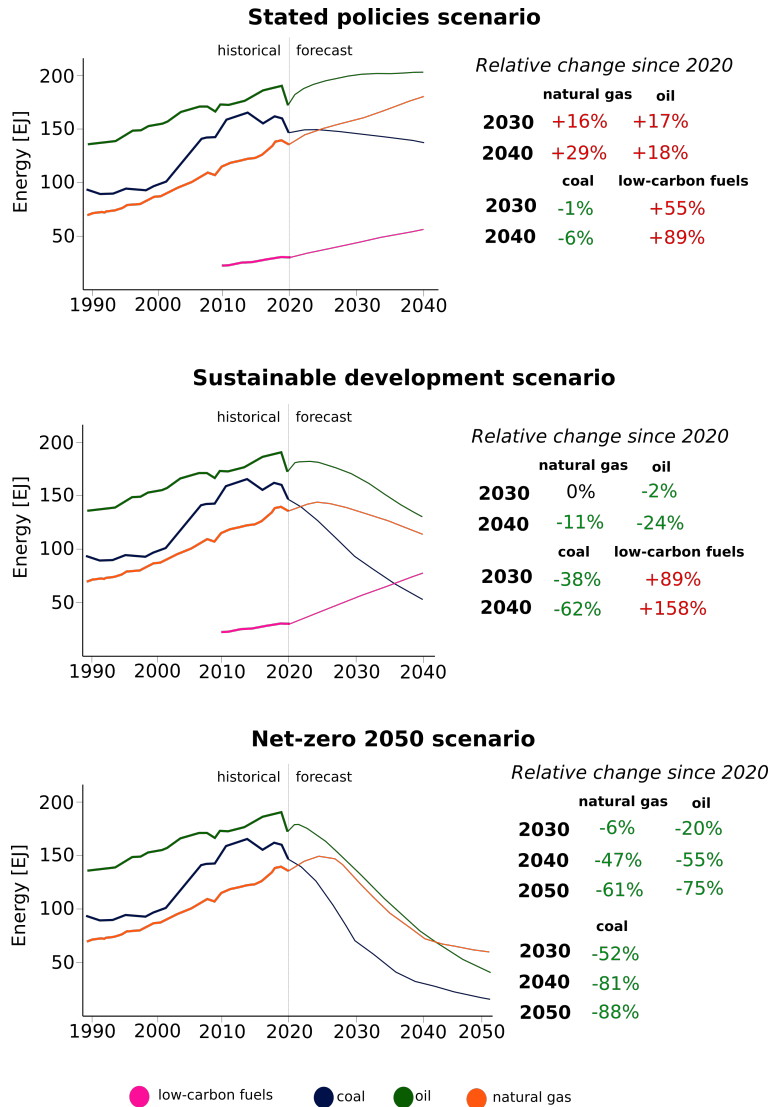 Stated policies scenario
historical forecast
Energy [EJ]
200
150
100
50
1990 2000 2010 2020 2030 2040
Relative change since 2020
natural gas oil
2030 +16% +17%
2040 +29% +18%
coal low-carbon fuels
2030 -1% +55%
2040 -6% +89%
Sustainable development scenario
historical forecast
Energy [EJ]
200
150
100
50
1990 2000 2010 2020 2030 2040
Relative change since 2020
natural gas oil
2030 0% -2%
2040 -11% -24%
coal low-carbon fuels
2030 -38% +89%
2040 -62% +158%
Net-zero 2050 scenario
historical forecast
Energy [EJ]
200
150
100
50
1990 2000 2010 2020 2030 2040 2050
Relative change since 2020
natural gas oil
2030 -6% -20%
2040 -47% -55%
2050 -61% -75%
coal
2030 -52%
2040 -81%
2050 -88%
low-carbon fuels coal oil natural gas